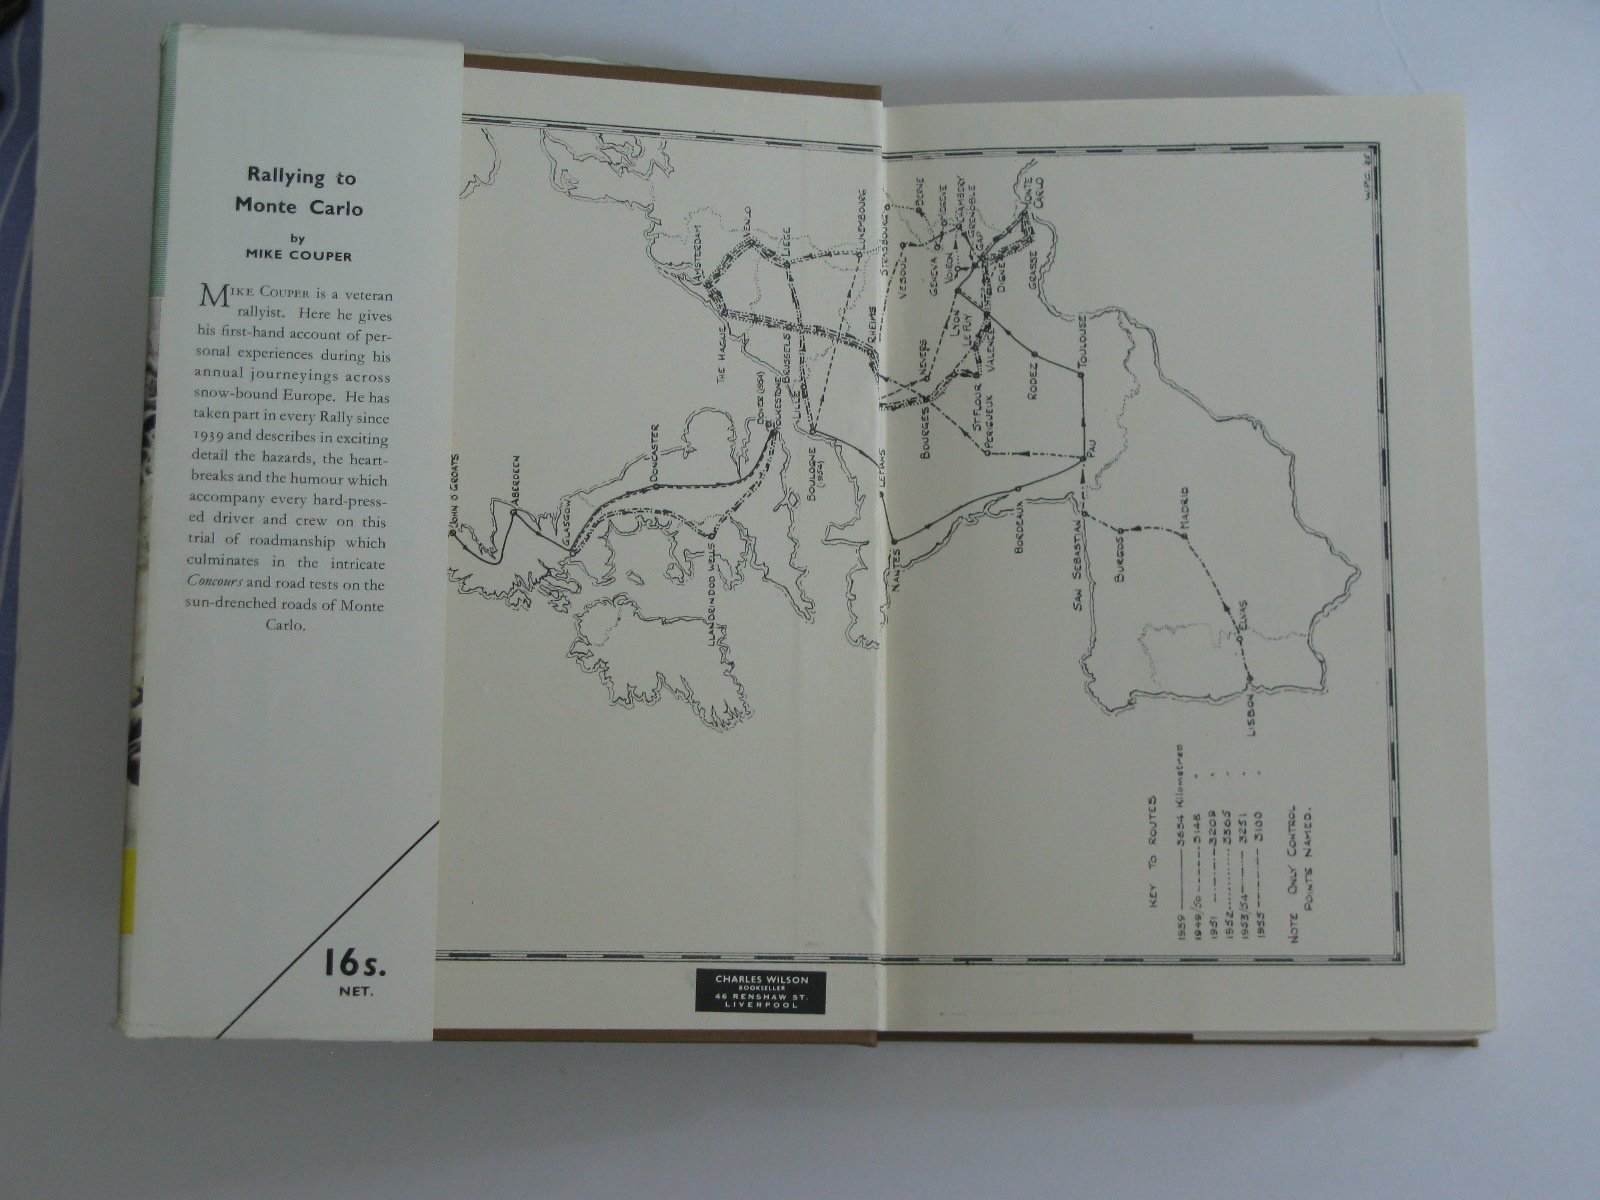 Rallying to
Monte Carlo
by
MIKE COUPER
MIKE COUPER is a veteran
rallyist. Here he gives
his first-hand account of per-
sonal experiences during his
annual journeyings across
snow-bound Europe. He has
taken part in every Rally since
1939 and describes in exciting
detail the hazards, the heart-
breaks and the humour which
accompany every hard-press-
ed driver and crew on this
trial of roadmanship which
culminates in the intricate
Concours and road tests on the
sun-drenched roads of Monte
Carlo.
16s.
NET.
JOHN O GROATS
ABERDEEN
GLASGOW
DONCASTER
LLANDRINDOD WELLS
DOVER (1954)
FOLKESTONE
BOULOGNE
(1954)
LILLE
BRUSSELS
THE HAGUE
AMSTERDAM
VENLO
LIEGE
LUXEMBOURG
STRASBOURG
RHEIMS
LE MANS
NANTES
BERNE
VESOUL
GENEVA
VOIRON
CHAMBERY
GRENOBLE
GAP
DIGNE
GRASSE
MONTE
CARLO
NEVERS
BOURGES
LYON
LE PUY
VALENCE
ST FLOUR
PERIGUEUX
RODEZ
TOULOUSE
PAU
BORDEAUX
SAN SEBASTIAN
BURGOS
MADRID
ELVAS
LISBON
KEY TO ROUTES
1939 3834 Kilometres
1949/50 3148 "
1951 3209 "
1952 3365 "
1953/54 3251 "
1955 3100 "
NOTE ONLY CONTROL
POINTS NAMED.
CHARLES WILSON
BOOKSELLER
46 RENSHAW ST.
LIVERPOOL